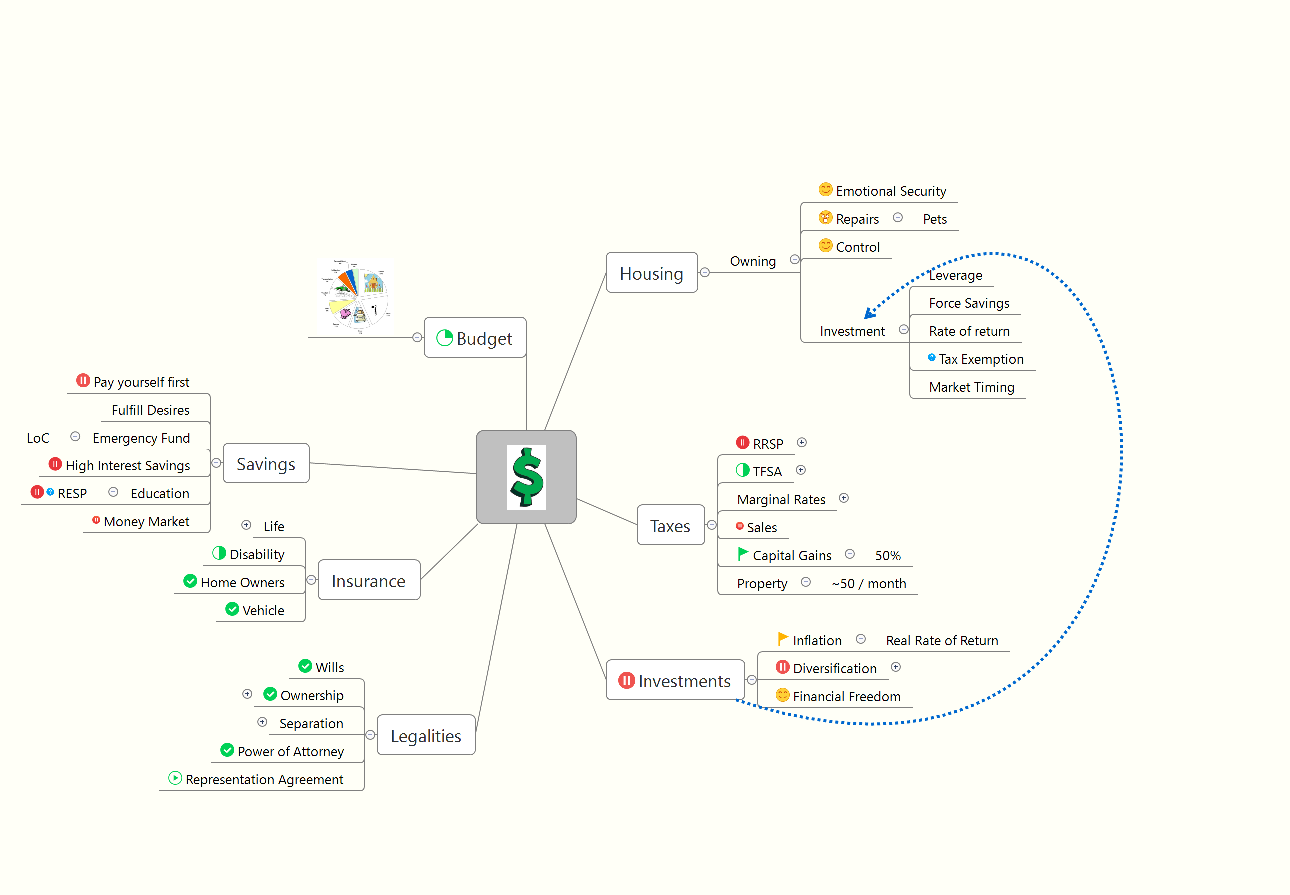 Housing
Owning
Emotional Security
Repairs
Pets
Control
Investment
Leverage
Force Savings
Rate of return
Tax Exemption
Market Timing
Taxes
RRSP
TFSA
Marginal Rates
Sales
Capital Gains
50%
Property
~50 / month
Investments
Inflation
Real Rate of Return
Diversification
Financial Freedom
Budget
Savings
Pay yourself first
Fulfill Desires
Emergency Fund
LoC
High Interest Savings
Education
RESP
Money Market
Insurance
Life
Disability
Home Owners
Vehicle
Legalities
Wills
Ownership
Separation
Power of Attorney
Representation Agreement